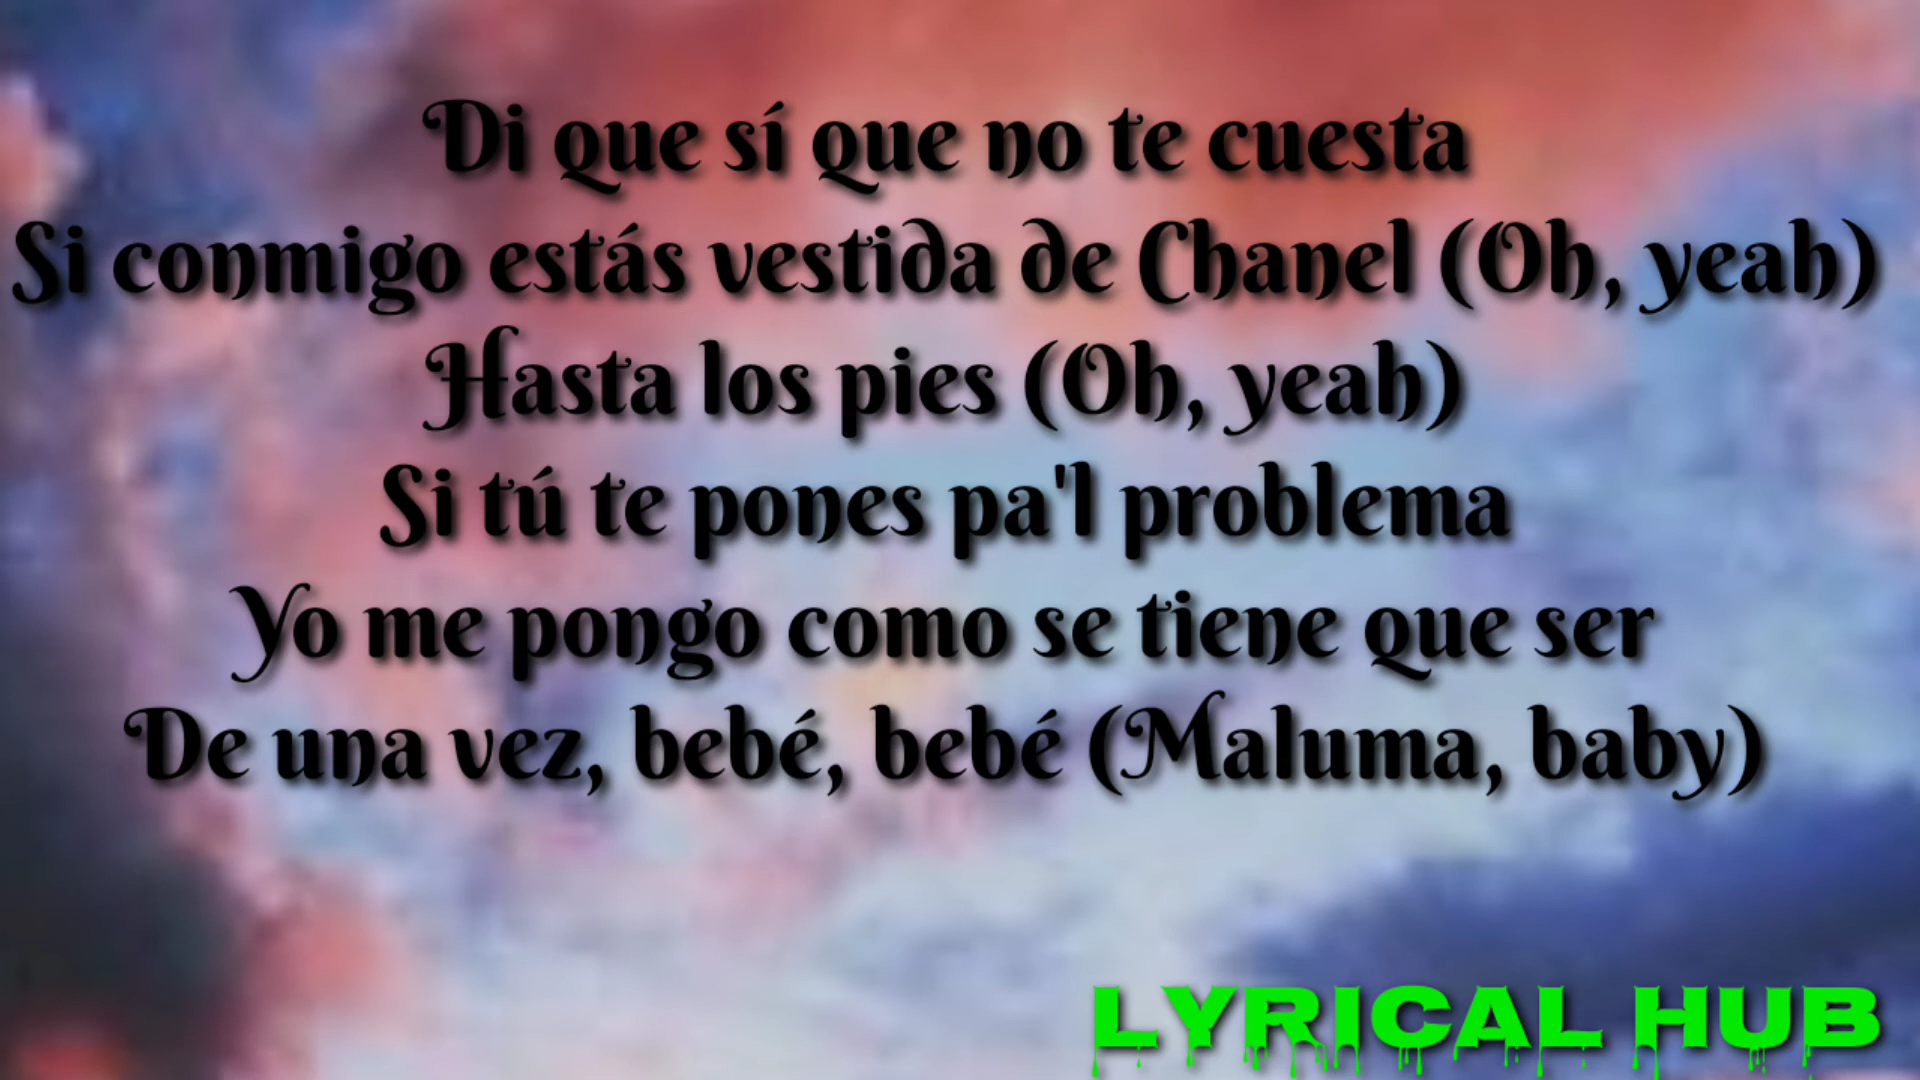 Di que sí que no te cuesta
Si conmigo estás vestida de Chanel (Oh, yeah)
Hasta los pies (Oh, yeah)
Si tú te pones pa'l problema
Yo me pongo como se tiene que ser
De una vez, bebé, bebé (Maluma, baby)
LYRICAL HUB